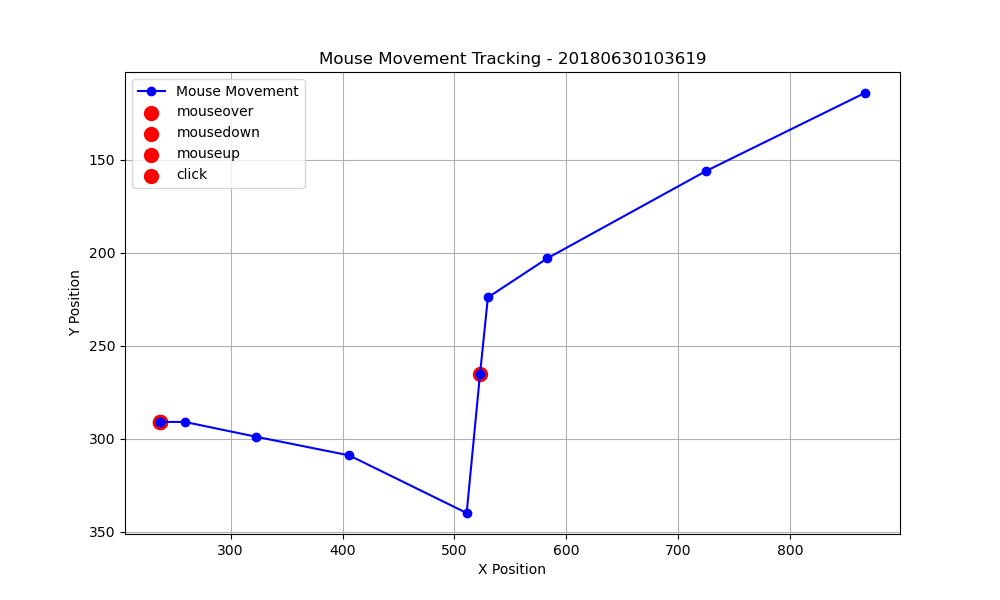 Mouse Movement Tracking - 20180630103619
Mouse Movement
mouseover
mousedown
mouseup
click
150
200
250
300
350
Y Position
300
400
500
600
700
800
X Position